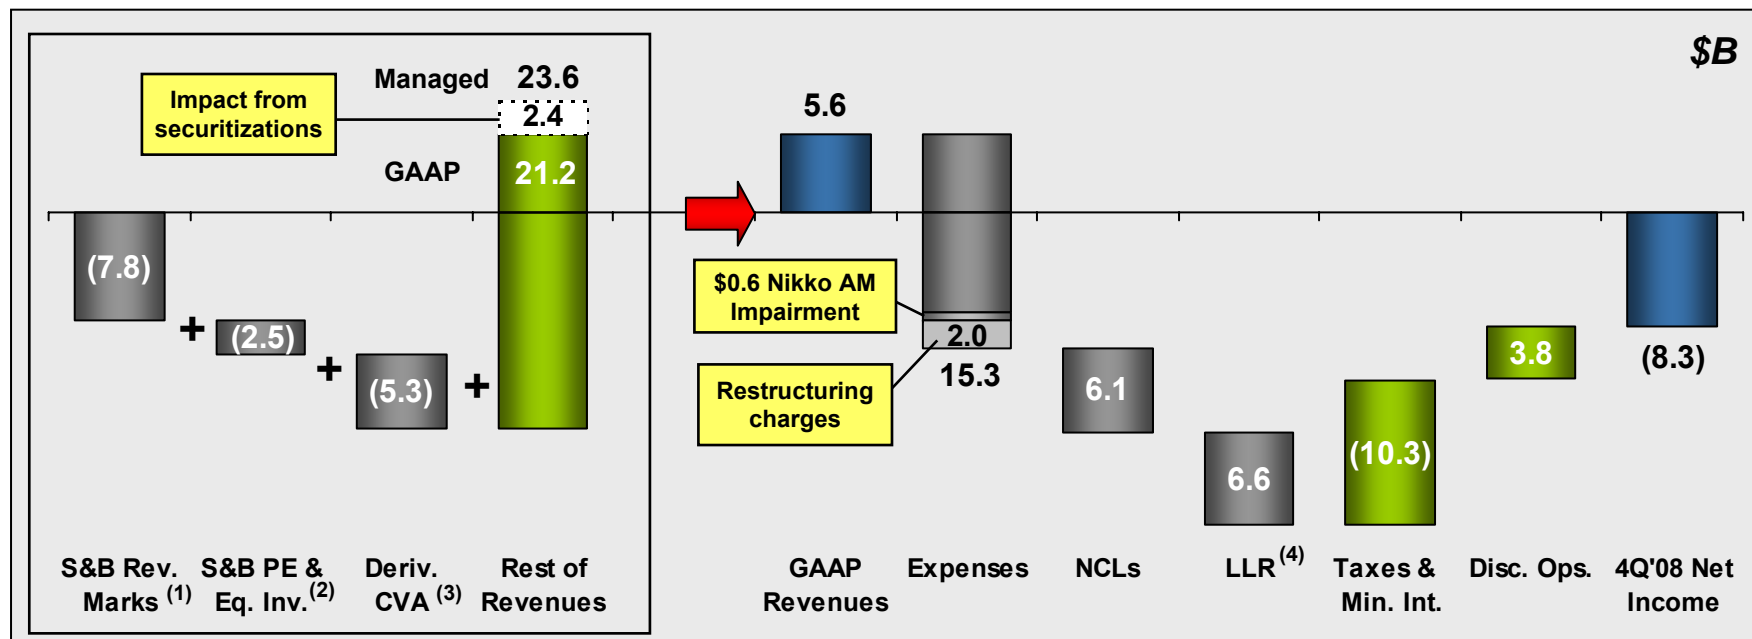 $B
Managed 23.6
Impact from
securitizations
2.4
GAAP 21.2
5.6
(7.8)
+
(2.5)
+
(5.3)
+
$0.6 Nikko AM
Impairment
2.0
15.3
Restructuring
charges
6.1
6.6
(10.3)
3.8
(8.3)
S&B Rev.
Marks (1)
S&B PE &
Eq. Inv.(2)
Deriv.
CVA (3)
Rest of
Revenues
GAAP
Revenues
Expenses
NCLs
LLR(4)
Taxes &
Min. Int.
Disc. Ops.
4Q'08 Net
Income